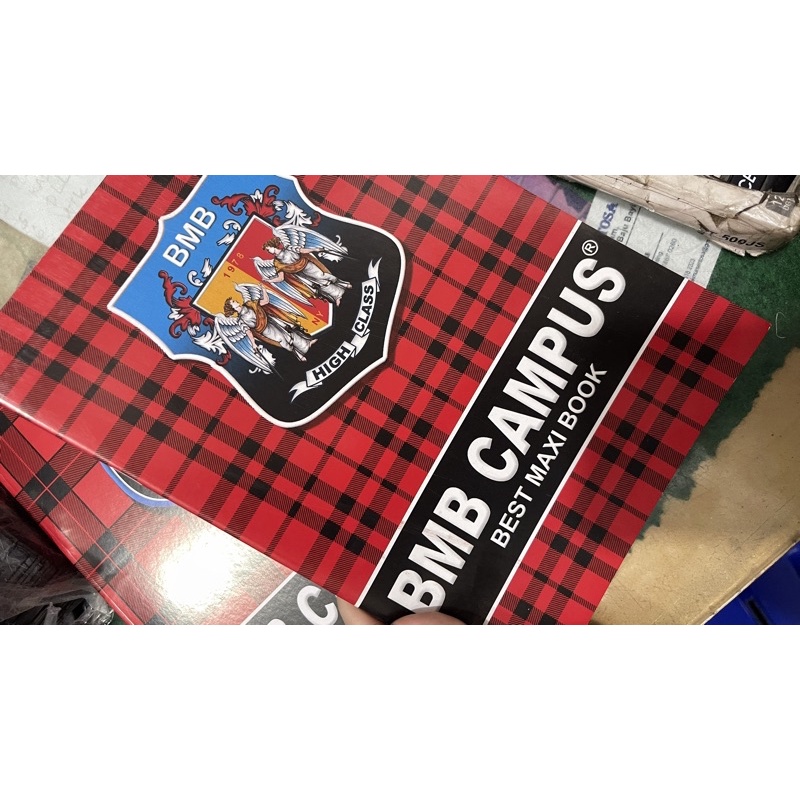 BMB
1978
NY
HIGH CLASS
BMB CAMPUS®
BEST MAXI BOOK
B C